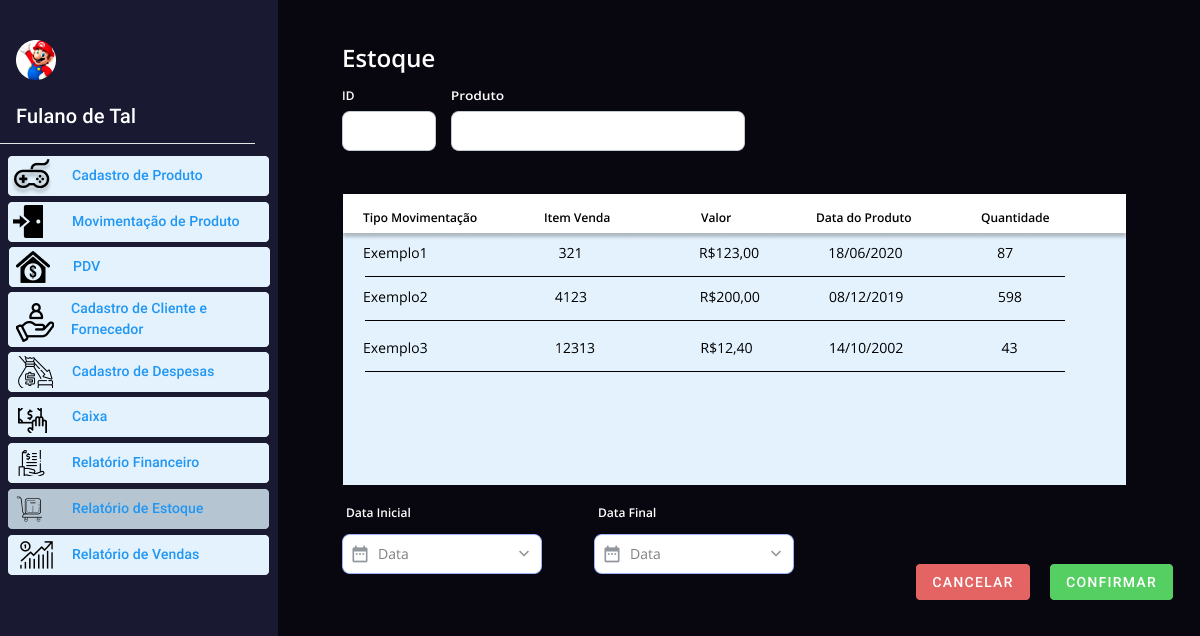 Fulano de Tal
Cadastro de Produto
Movimentação de Produto
PDV
Cadastro de Cliente e
Fornecedor
Cadastro de Despesas
Caixa
Relatório Financeiro
Relatório de Estoque
Relatório de Vendas
Estoque
ID Produto
Tipo Movimentação Item Venda Valor Data do Produto Quantidade
Exemplo1 321 R$123,00 18/06/2020 87
Exemplo2 4123 R$200,00 08/12/2019 598
Exemplo3 12313 R$12,40 14/10/2002 43
Data Inicial Data Final
Data Data
CANCELAR CONFIRMAR